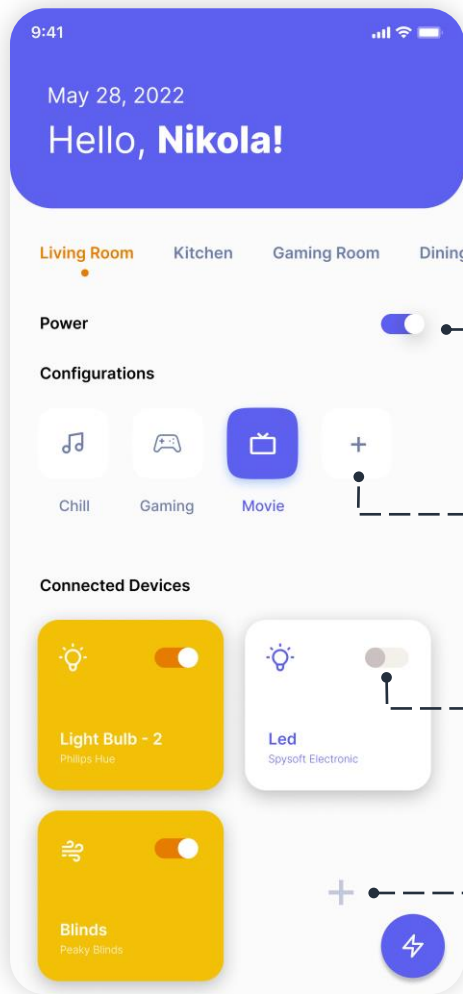 9:41
May 28, 2022
Hello, Nikola!
Living Room Kitchen Gaming Room Dining
Power
Configurations
Chill Gaming Movie
Connected Devices
Light Bulb - 2
Philips Hue
Led
Spysoft Electronic
Blinds
Peaky Blinds